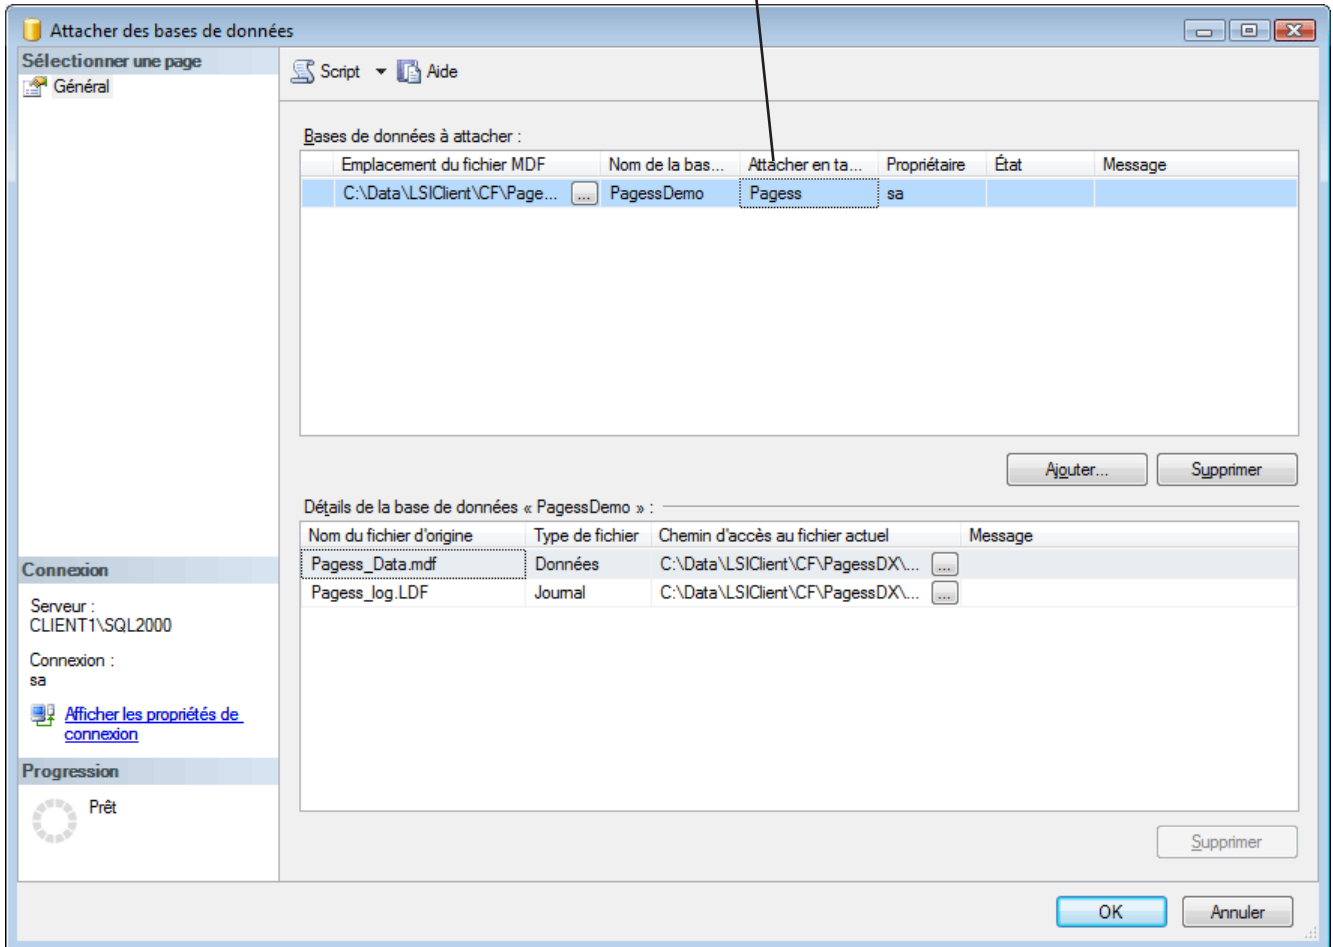 Attacher des bases de données
Sélectionner une page
Général
Script
Aide
Bases de données à attacher :
Emplacement du fichier MDF Nom de la bas... Attacher en ta... Propriétaire État Message
C:\Data\LSIClient\CF\Page... ... PagessDemo Pagess sa
Ajouter... Supprimer
Détails de la base de données « PagessDemo » :
Nom du fichier d'origine Type de fichier Chemin d'accès au fichier actuel Message
Pagess_Data.mdf Données C:\Data\LSIClient\CF\PagessDX\... ...
Pagess_log.LDF Journal C:\Data\LSIClient\CF\PagessDX\... ...
Connexion
Serveur :
CLIENT1\SQL2000
Connexion :
sa
Afficher les propriétés de
connexion
Progression
Prêt
Supprimer
OK Annuler